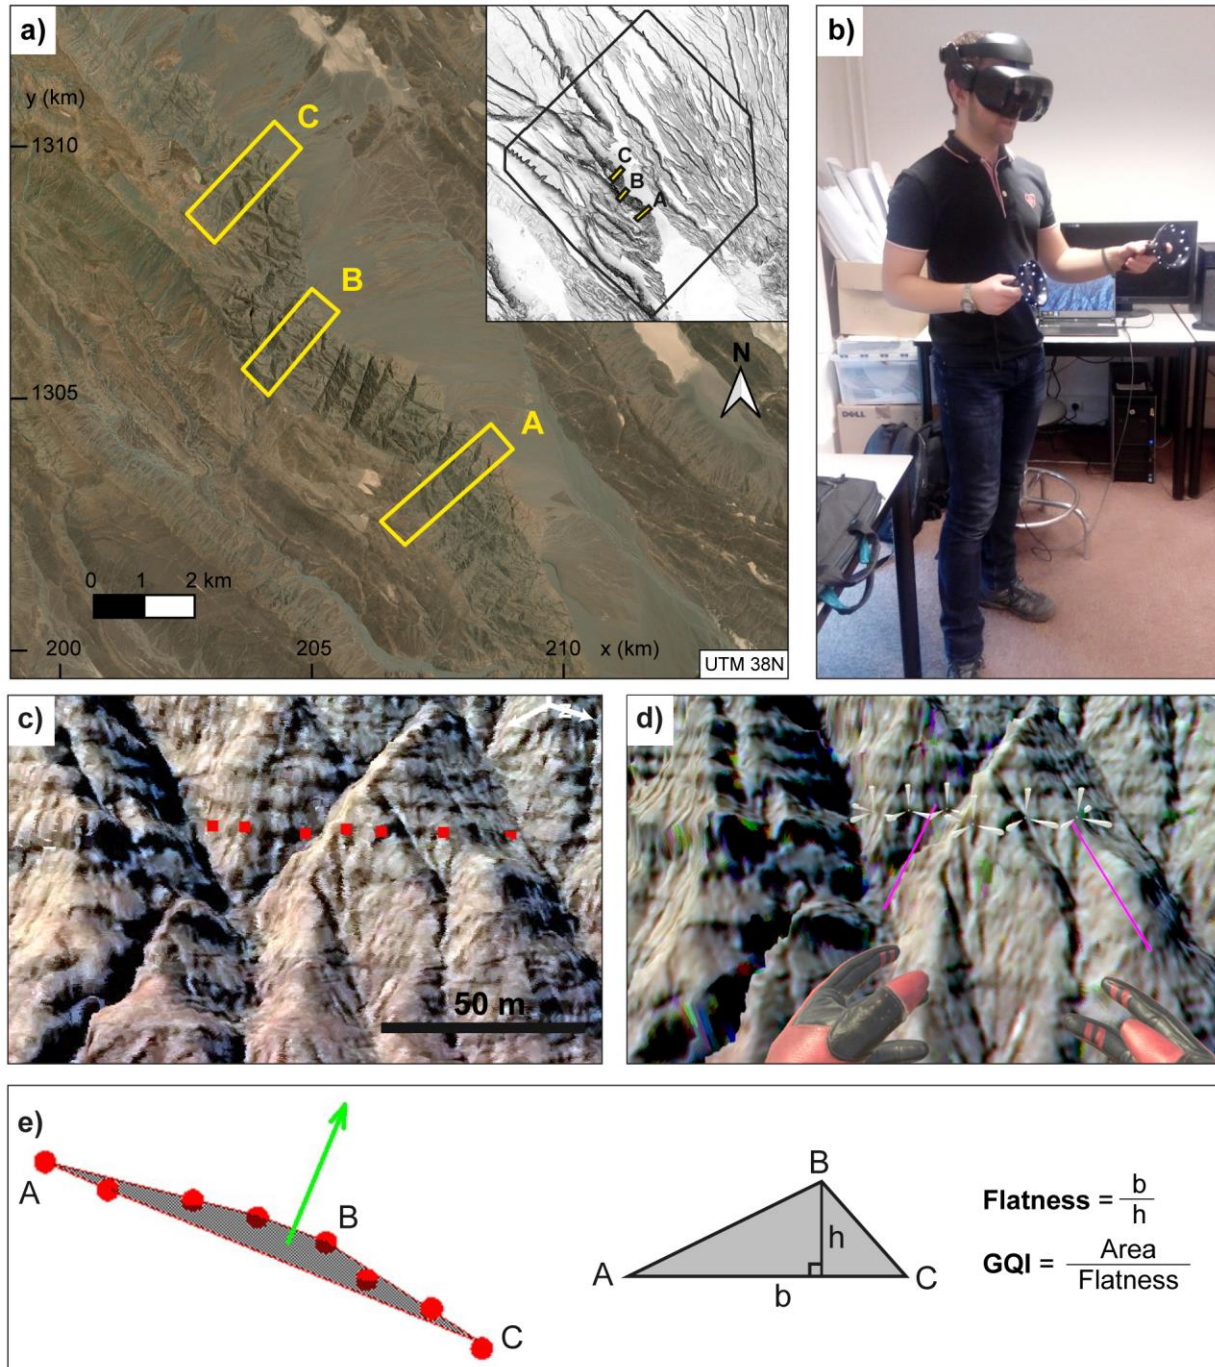 a)
y (km)
1310
1305
C
B
A
C
B
A
N
0 1 2 km
200
205
210
x (km)
UTM 38N
b)
DELL
c)
50 m
d)
e)
A
B
C
B
A
C
h
b
Flatness = b
h
GQI = Area
Flatness